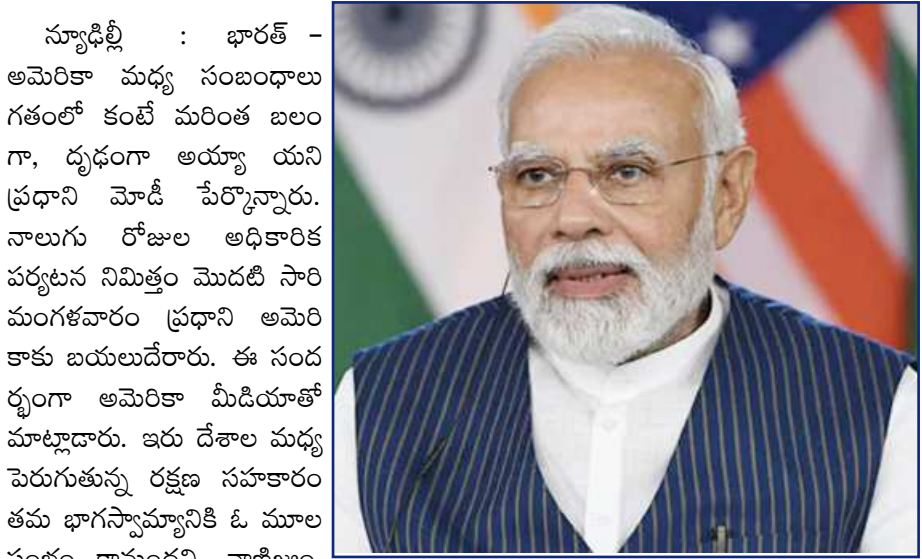 న్యూఢిల్లీ : భారత్ –
అమెరికా మధ్య సంబంధాలు
గతంలో కంటే మరింత బలం
గా, దృఢంగా అయ్యా యని
ప్రధాని మోడీ పేర్కొన్నారు.
నాలుగు రోజుల అధికారిక
పర్యటన నిమిత్తం మొదటి సారి
మంగళవారం ప్రధాని అమెరి
కాకు బయలుదేరారు. ఈ సంద
ర్భంగా అమెరికా మీడియాతో
మాట్లాడారు. ఇరు దేశాల మధ్య
పెరుగుతున్న రక్షణ సహకారం
తమ భాగస్వామ్యానికి ఓ మూల